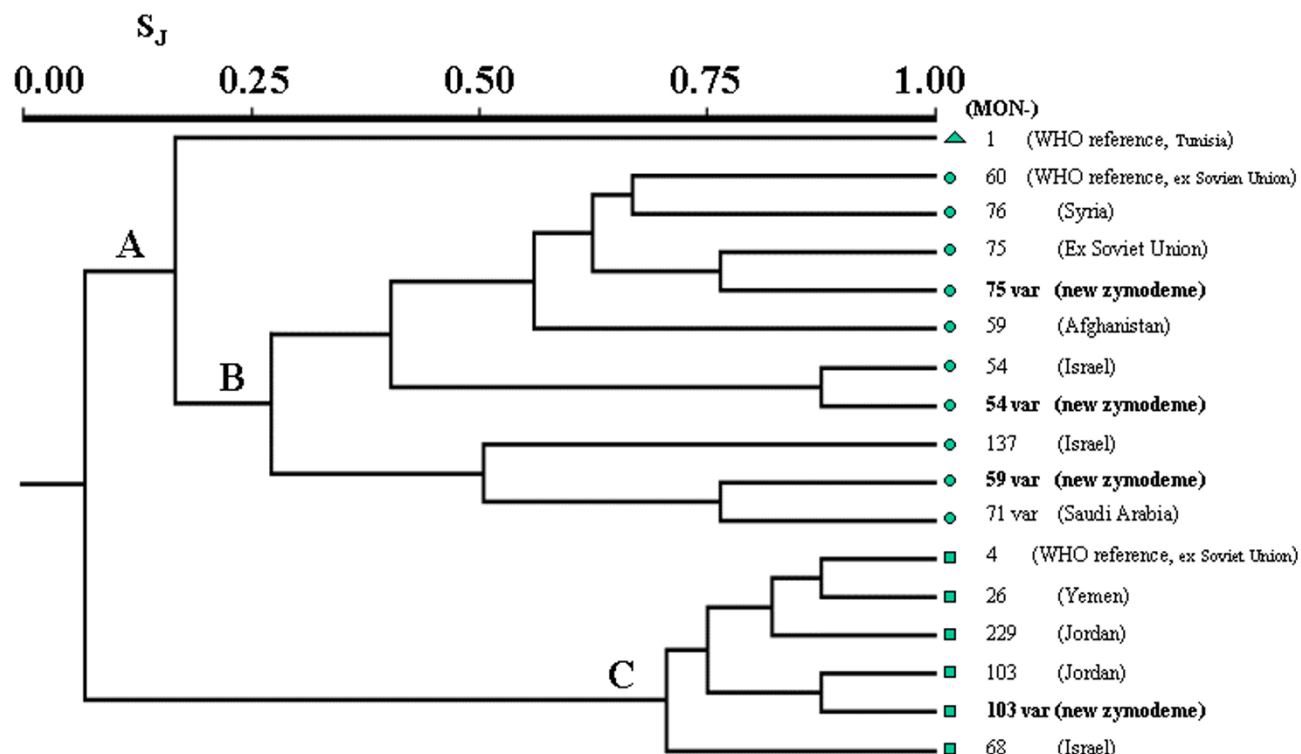 S_J
0.00 0.25 0.50 0.75 1.00
(MON-)
1 (WHO reference, Tunisia)
60 (WHO reference, ex Sovien Union)
76 (Syria)
75 (Ex Soviet Union)
A
75 var (new zymodeme)
59 (Afghanistan)
54 (Israel)
B
54 var (new zymodeme)
137 (Israel)
59 var (new zymodeme)
71 var (Saudi Arabia)
4 (WHO reference, ex Soviet Union)
26 (Yemen)
229 (Jordan)
103 (Jordan)
C
103 var (new zymodeme)
68 (Israel)